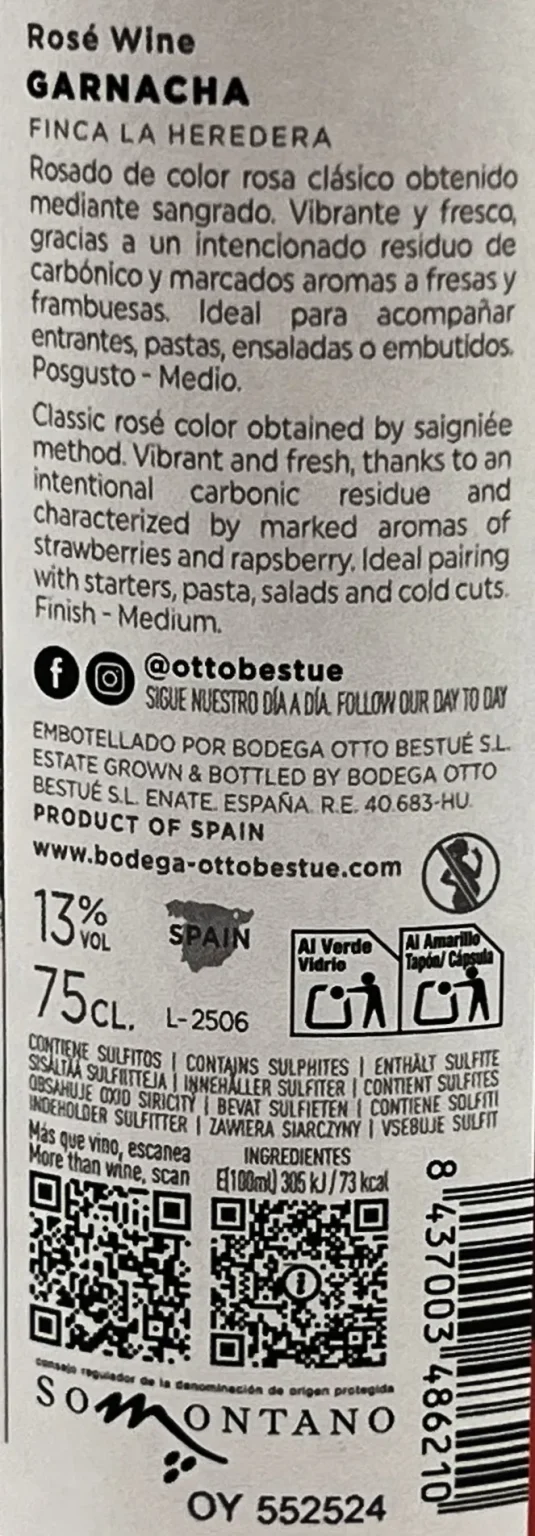 Rosé Wine
GARNACHA
FINCA LA HEREDERA
Rosado de color rosa clásico obtenido
mediante sangrado. Vibrante y fresco,
gracias a un intencionado residuo de
carbónico y marcados aromas a fresas y
frambuesas. Ideal para acompañar
entrantes, pastas, ensaladas o embutidos.
Posgusto - Medio.
Classic rosé color obtained by saigniée
method. Vibrant and fresh, thanks to an
intentional carbonic residue and
characterized by marked aromas of
strawberries and rapsberry. Ideal pairing
with starters, pasta, salads and cold cuts.
Finish - Medium.
@ottobestue
SIGUE NUESTRO DÍA A DÍA. FOLLOW OUR DAY TO DAY
EMBOTELLADO POR BODEGA OTTO BESTUÉ S.L.
ESTATE GROWN & BOTTLED BY BODEGA OTTO
BESTUÉ S.L. ENATE. ESPAÑA. R.E. 40.683-HU.
PRODUCT OF SPAIN
www.bodega-ottobestue.com
13% VOL
SPAIN
Al Verde
Vidrio
Al Amarillo
Tapón/ Cápsula
75CL.
L-2506
CONTIENE SULFITOS | CONTAINS SULPHITES | ENTHÄLT SULFITE
SISÄLTÄÄ SULFIITTEJA | INNEHÅLLER SULFITER | CONTIENT SULFITES
OBSAHUJE OXID SIRICITY | BEVAT SULFIETEN | CONTIENE SOLFITI
INDEHOLDER SULFITTER | ZAWIERA SIARCZYNY | VSEBUJE SULFIT
Más que vino, escanea
More than wine, scan
INGREDIENTES
E(100ml) 305 kJ / 73 kcal
8 437003 486210
consejo regulador de la denominación de origen protegida
SOMONTANO
OY 552524